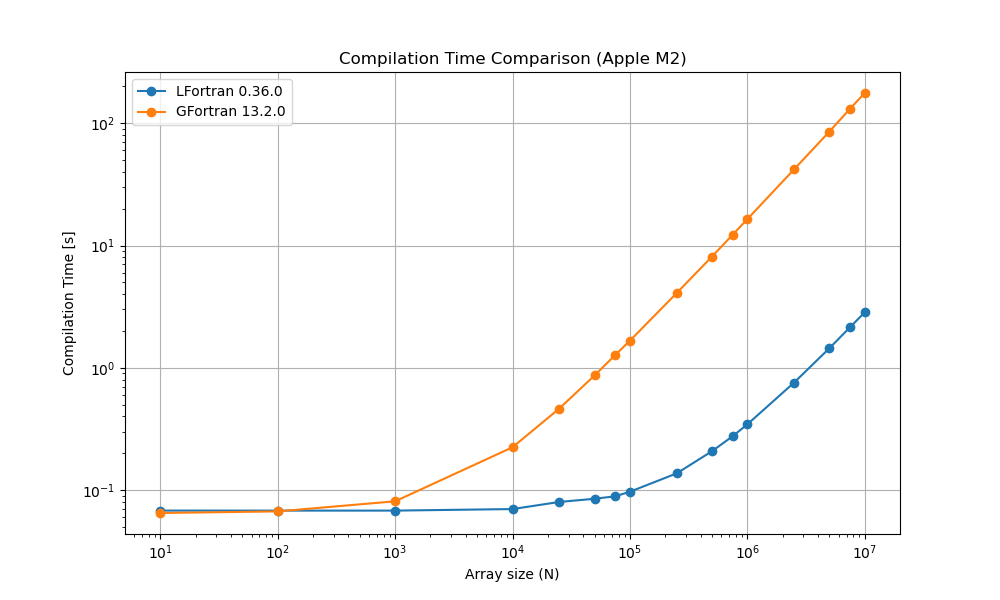 Compilation Time Comparison (Apple M2)
LFortran 0.36.0
GFortran 13.2.0
Compilation Time [s]
10²
10¹
10⁰
10⁻¹
10¹ 10² 10³ 10⁴ 10⁵ 10⁶ 10⁷
Array size (N)